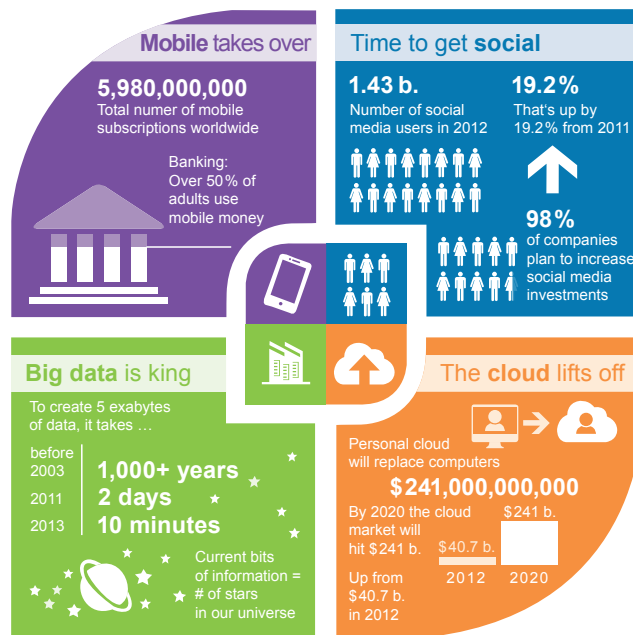 Mobile takes over
5,980,000,000
Total numer of mobile
subscriptions worldwide
Banking:
Over 50% of
adults use
mobile money
Time to get social
1.43 b.
Number of social
media users in 2012
19.2%
That's up by
19.2% from 2011
98%
of companies
plan to increase
social media
investments
Big data is king
To create 5 exabytes
of data, it takes ...
before
2003
1,000+ years
2011
2 days
2013
10 minutes
Current bits
of information =
# of stars
in our universe
The cloud lifts off
Personal cloud
will replace computers
$241,000,000,000
By 2020 the cloud
market will
hit $241 b.
Up from
$40.7 b.
in 2012
$40.7 b.
$241 b.
2012
2020